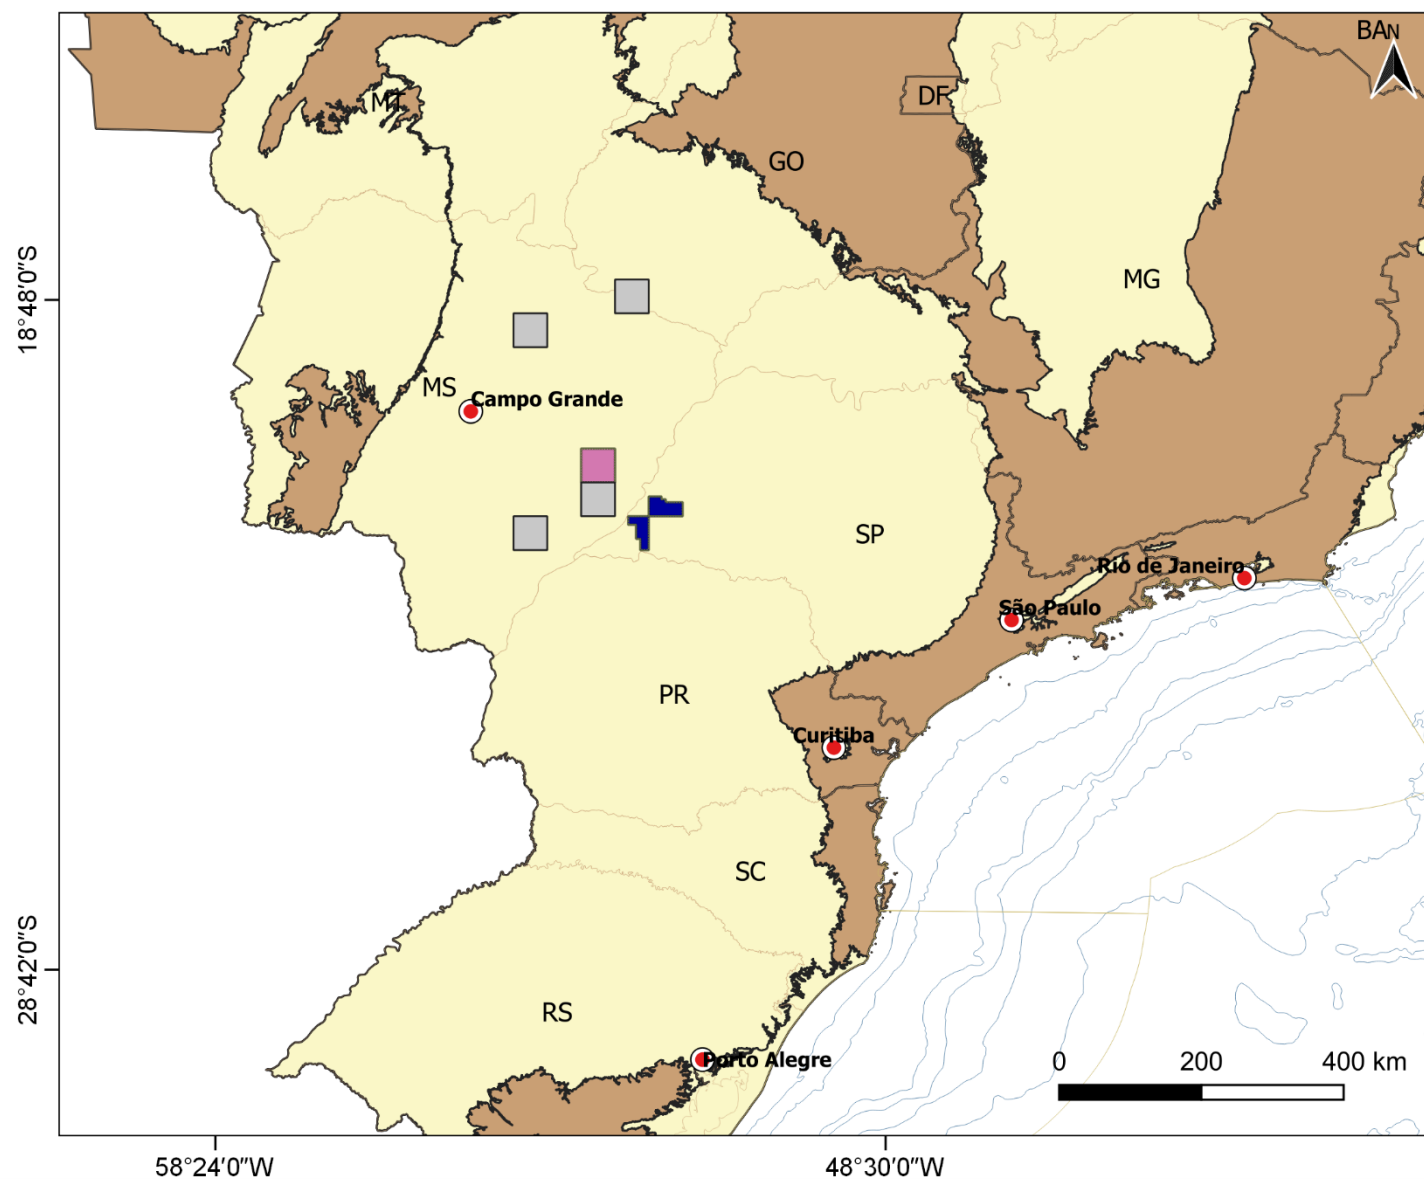 BA
N
MT
DF
GO
18°48'0"S
MG
MS
Campo Grande
SP
Rio de Janeiro
São Paulo
PR
Curitiba
SC
28°42'0"S
RS
Porto Alegre
0 200 400 km
58°24'0"W 48°30'0"W